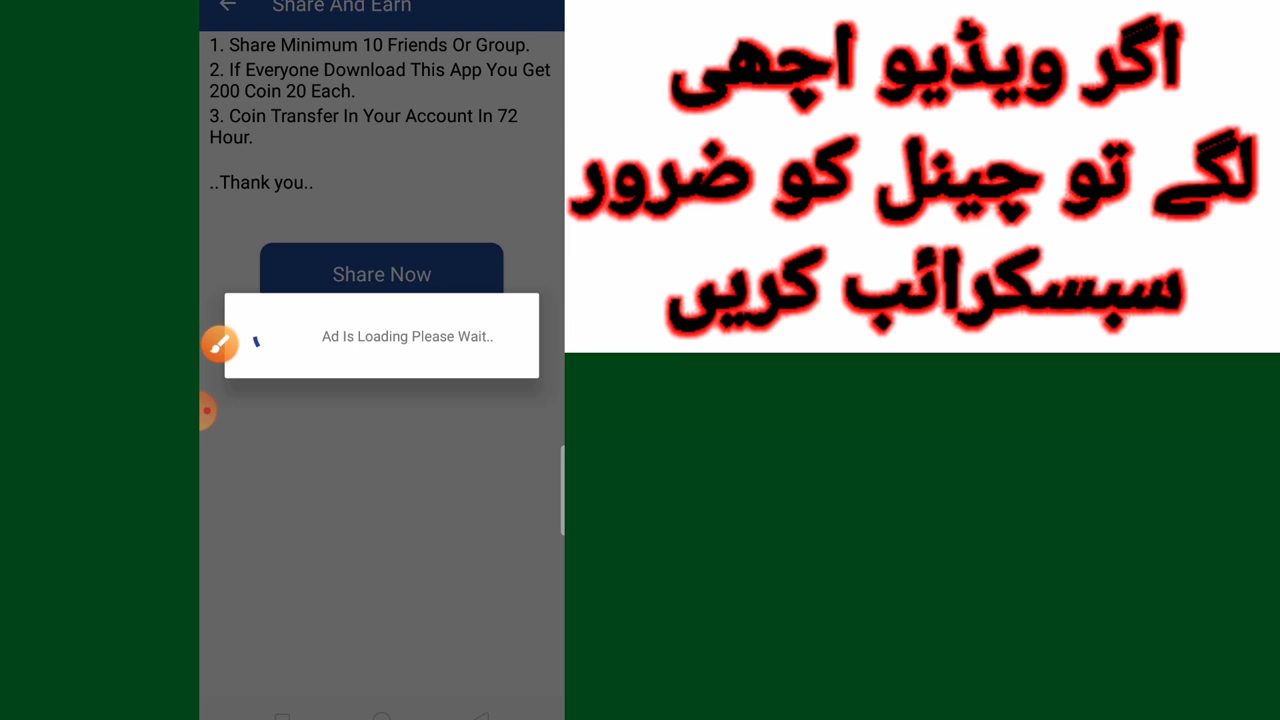 Share And Earn
1. Share Minimum 10 Friends Or Group.
2. If Everyone Download This App You Get
200 Coin 20 Each.
3. Coin Transfer In Your Account In 72
Hour.
..Thank you..
Share Now
Ad Is Loading Please Wait..
اگر ویڈیو اچھی
لگے تو چینل کو ضرور
سبسکرائب کریں